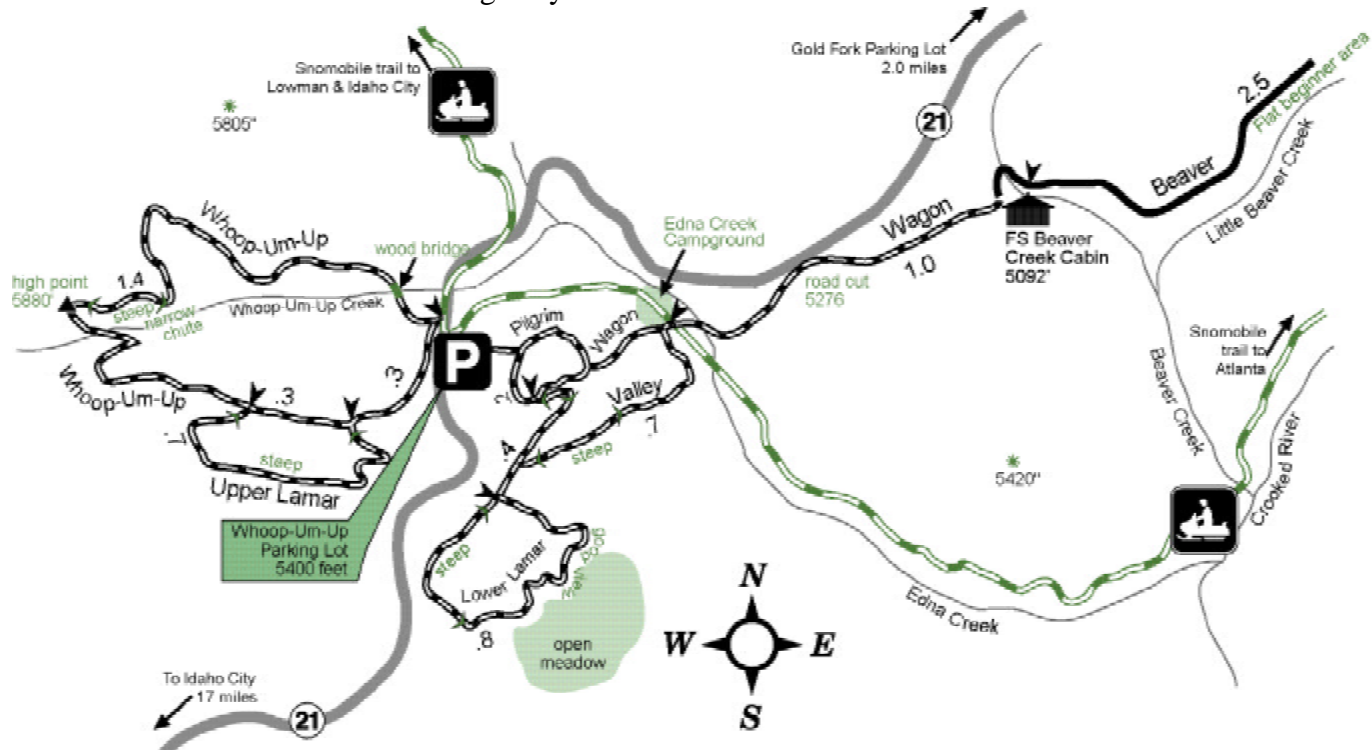 Gold Fork Parking Lot
2.0 miles
Snomobile trail to
Lowman & Idaho City
5805"
21
2.5
Flat beginner area
Beaver
Little Beaver Creek
Whoop-Um-Up
wood bridge
Edna Creek
Campground
Wagon
1.0
FS Beaver
Creek Cabin
5092'
high point
5880'
1.4
steep
narrow
chute
Whoop-Um-Up Creek
road out
5276
P
Pilgrim
Wagon
Snomobile
trail to
Atlanta
Whoop-Um-Up
.3
.3
.2
Valley
.7
Beaver Creek
.7
steep
Upper Lamar
.4
steep
5420"
Crooked River
Whoop-Um-Up
Parking Lot
5400 feet
steep
Lower Lamar
good view
.8
open
meadow
Edna Creek
N
W
E
S
To Idaho City
17 miles
21